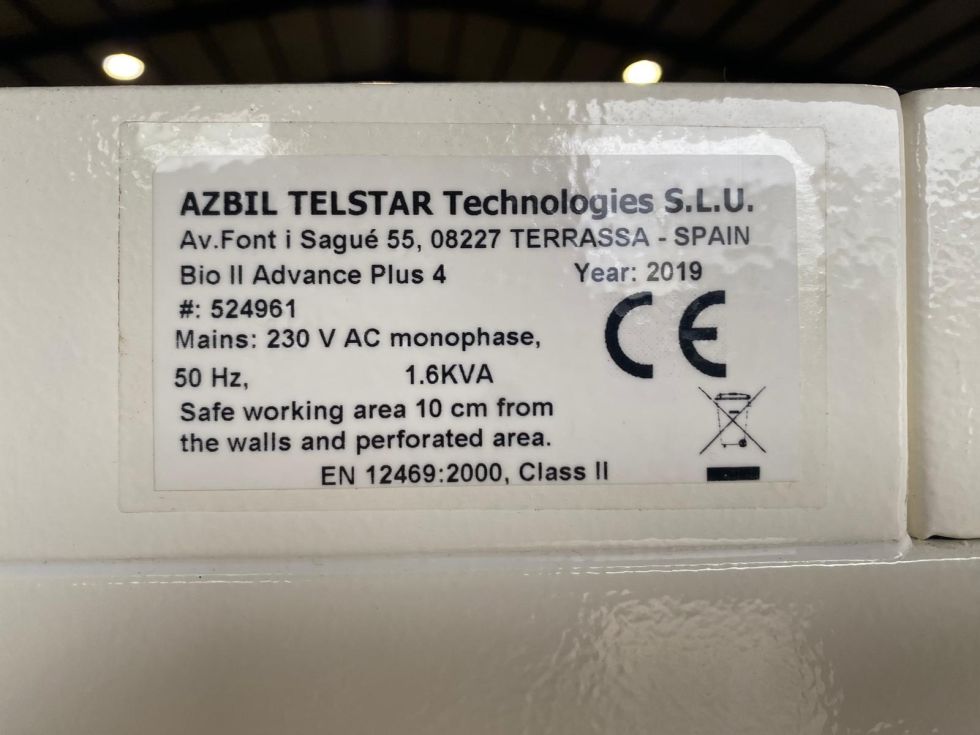 AZBIL TELSTAR Technologies S.L.U.
Av.Font i Sagué 55, 08227 TERRASSA - SPAIN
Bio II Advance Plus 4 Year: 2019
#: 524961
Mains: 230 V AC monophase,
50 Hz, 1.6KVA
CE
Safe working area 10 cm from
the walls and perforated area.
EN 12469:2000, Class II